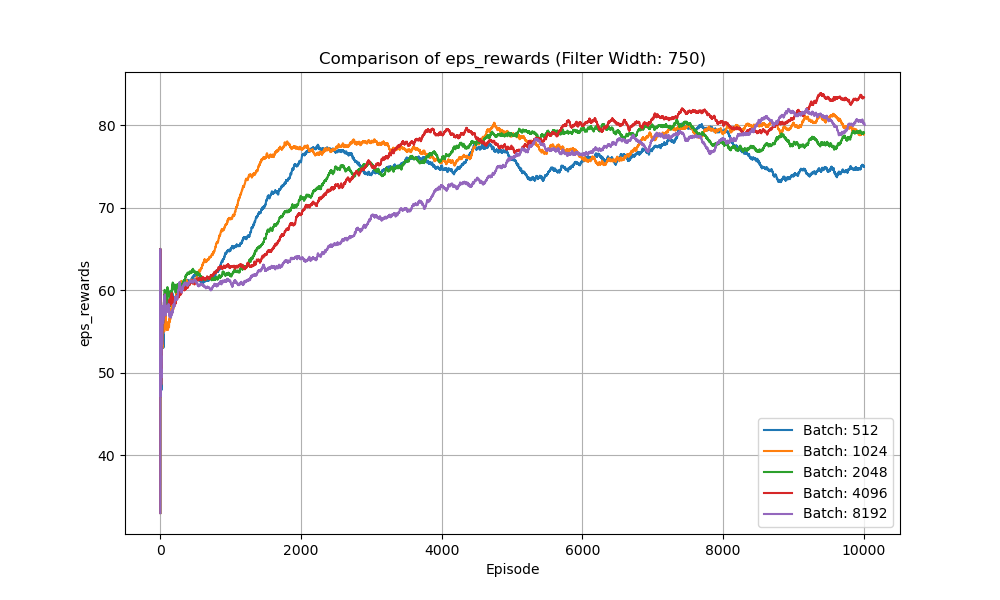 Comparison of eps_rewards (Filter Width: 750)
80
70
60
50
40
eps_rewards
0 2000 4000 6000 8000 10000
Episode
Batch: 512
Batch: 1024
Batch: 2048
Batch: 4096
Batch: 8192